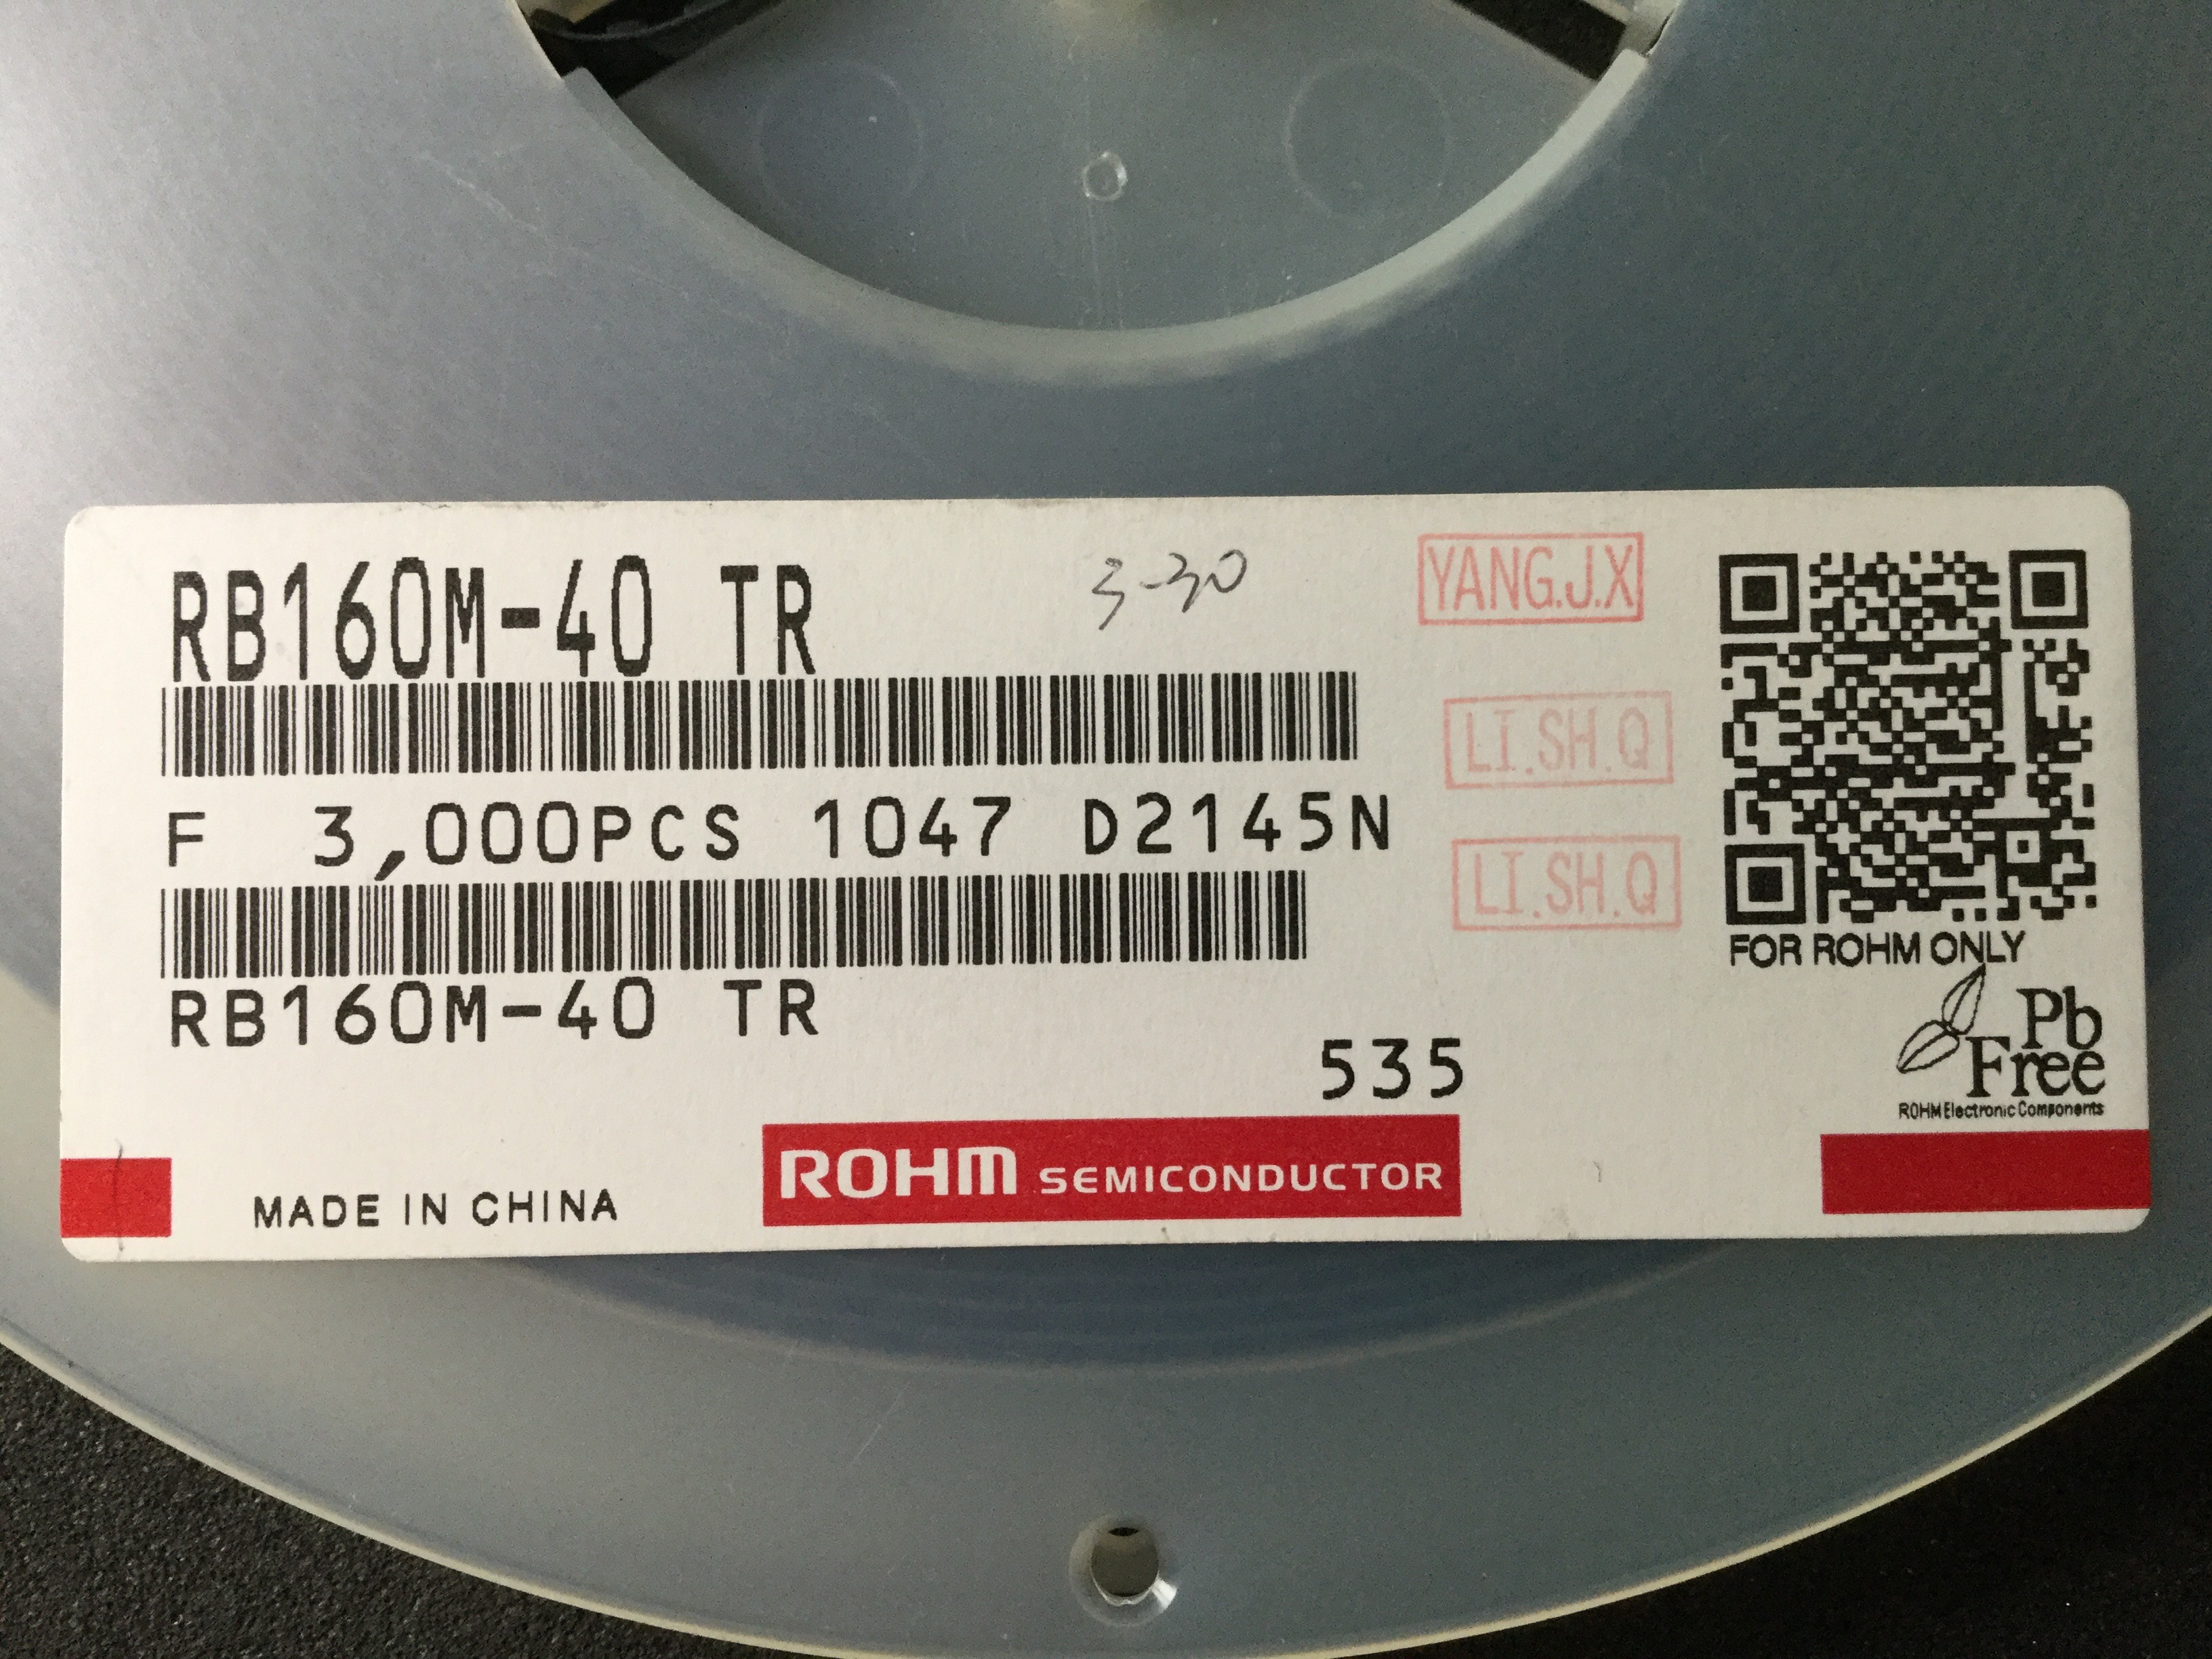 RB160M-40 TR
3-30
YANG.J.X
LI.SH.Q
F 3,000PCS 1047 D2145N
LI.SH.Q
FOR ROHM ONLY
RB160M-40 TR
Pb
Free
535
ROHM Electronic Components
MADE IN CHINA
ROHM SEMICONDUCTOR